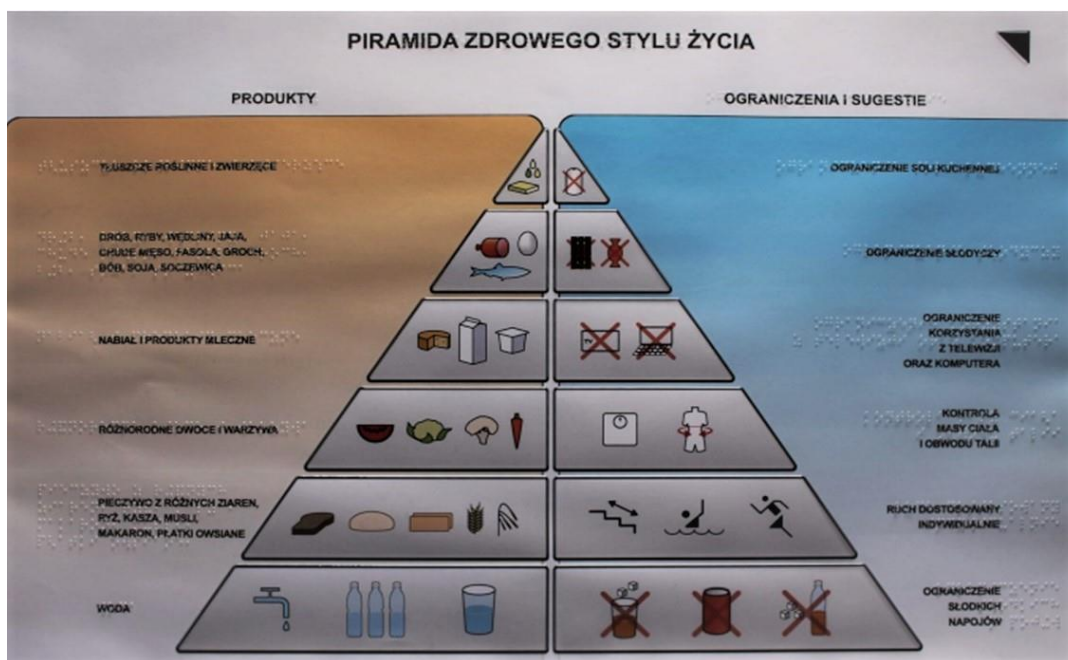 PIRAMIDA ZDROWEGO STYLU ŻYCIA
PRODUKTY
TŁUSZCZE ROŚLINNE I ZWIERZĘCE
DRÓB, RYBY, WĘDLINY, JAJA,
CHUDE MIĘSO, FASOLA, GROCH,
BÓB, SOJA, SOCZEWICA
NABIAŁ I PRODUKTY MLECZNE
RÓŻNORODNE OWOCE I WARZYWA
PIECZYWO Z RÓŻNYCH ZIAREN,
RYŻ, KASZA, MUSLI,
MAKARON, PŁATKI OWSIANE
WODA
OGRANICZENIA I SUGESTIE
OGRANICZENIE SOLI KUCHENNEJ
OGRANICZENIE SŁODYCZY
TV
OGRANICZENIE
KORZYSTANIA
Z TELEWIZJI
ORAZ KOMPUTERA
KONTROLA
MASY CIAŁA
I OBWODU TALII
RUCH DOSTOSOWANY
INDYWIDUALNIE
OGRANICZENIE
SŁODKICH
NAPOJÓW